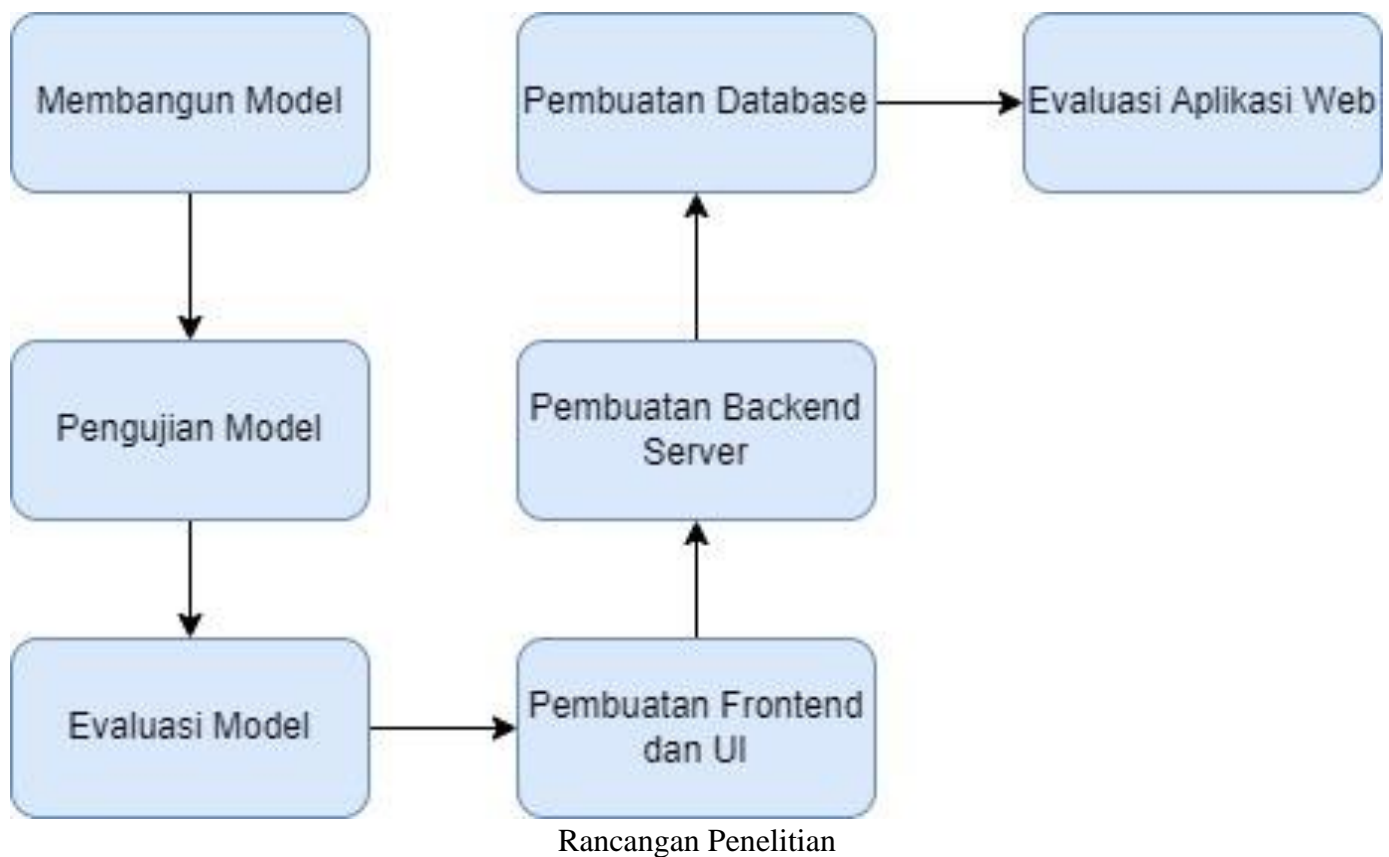 Membangun Model
Pengujian Model
Evaluasi Model
Pembuatan Frontend
dan UI
Pembuatan Backend
Server
Pembuatan Database
Evaluasi Aplikasi Web
Rancangan Penelitian